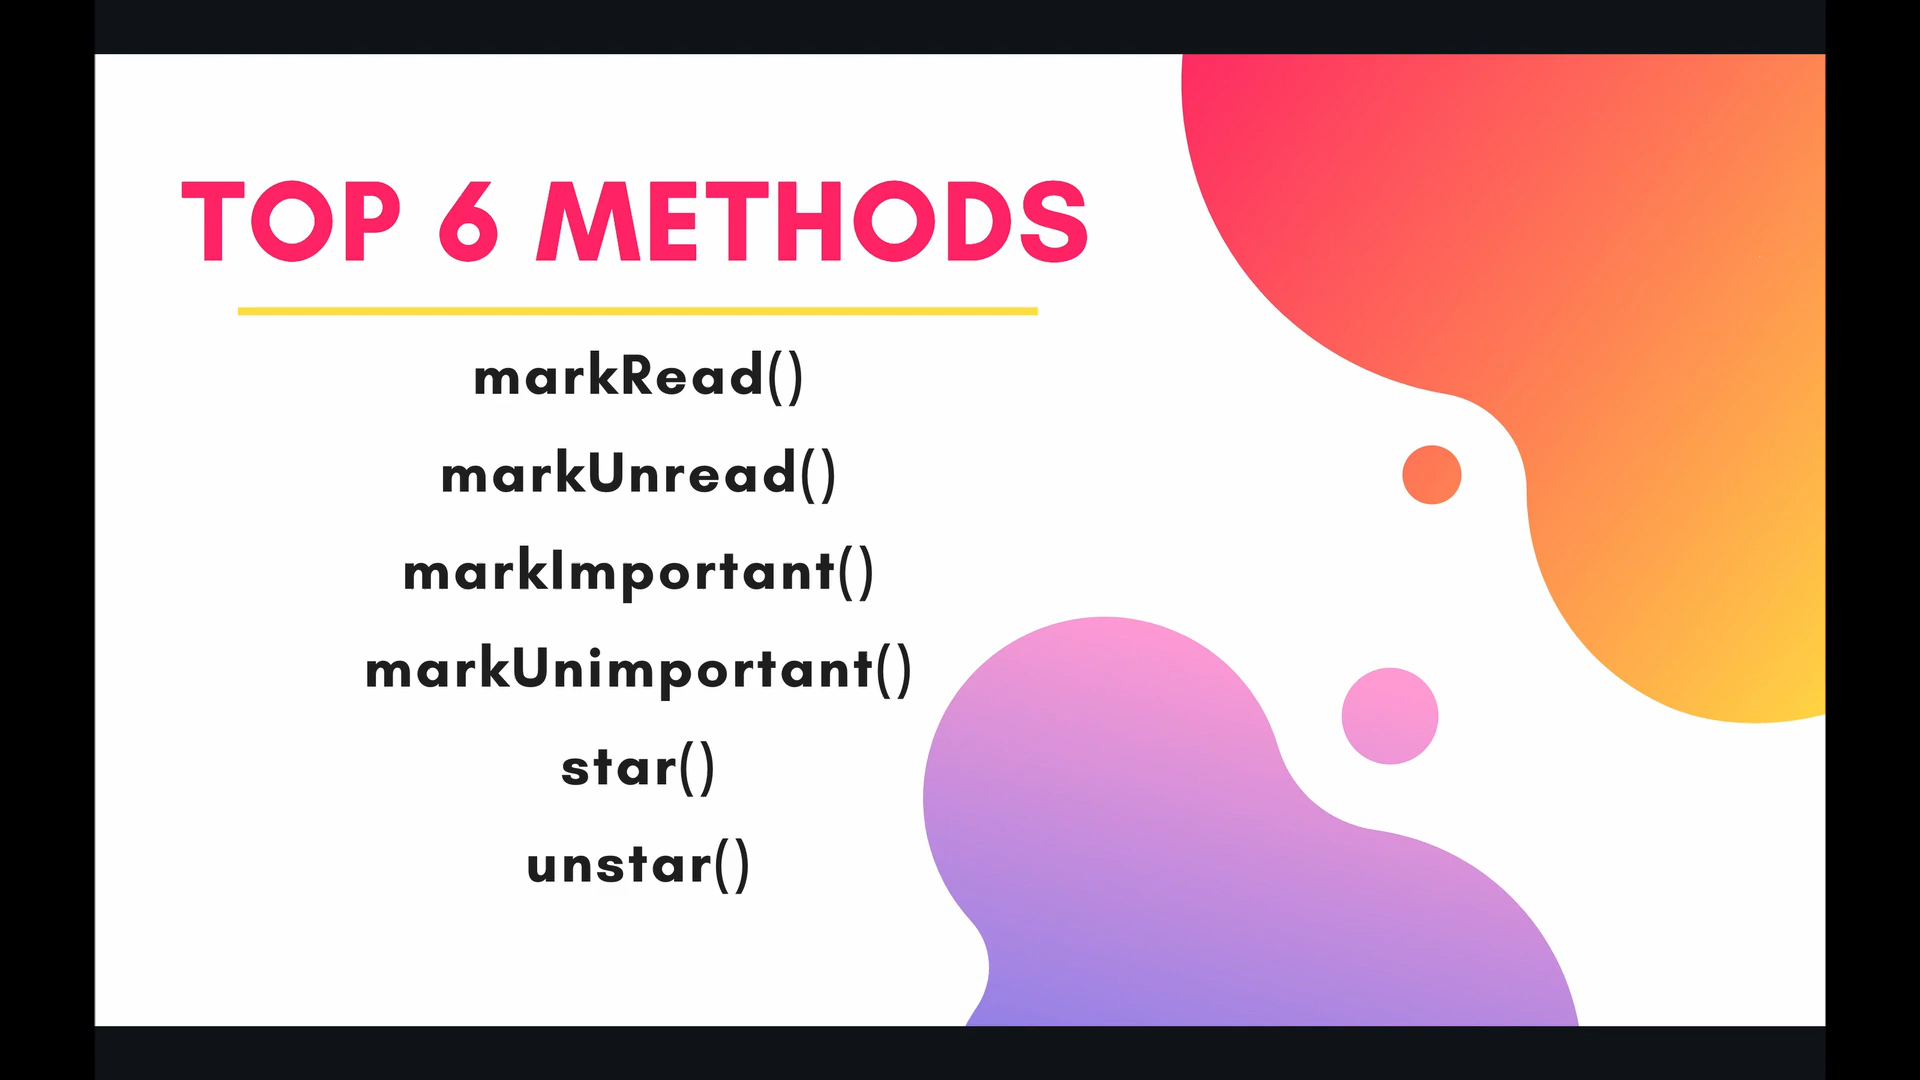 TOP 6 METHODS
markRead()
markUnread()
markImportant()
markUnimportant()
star()
unstar()